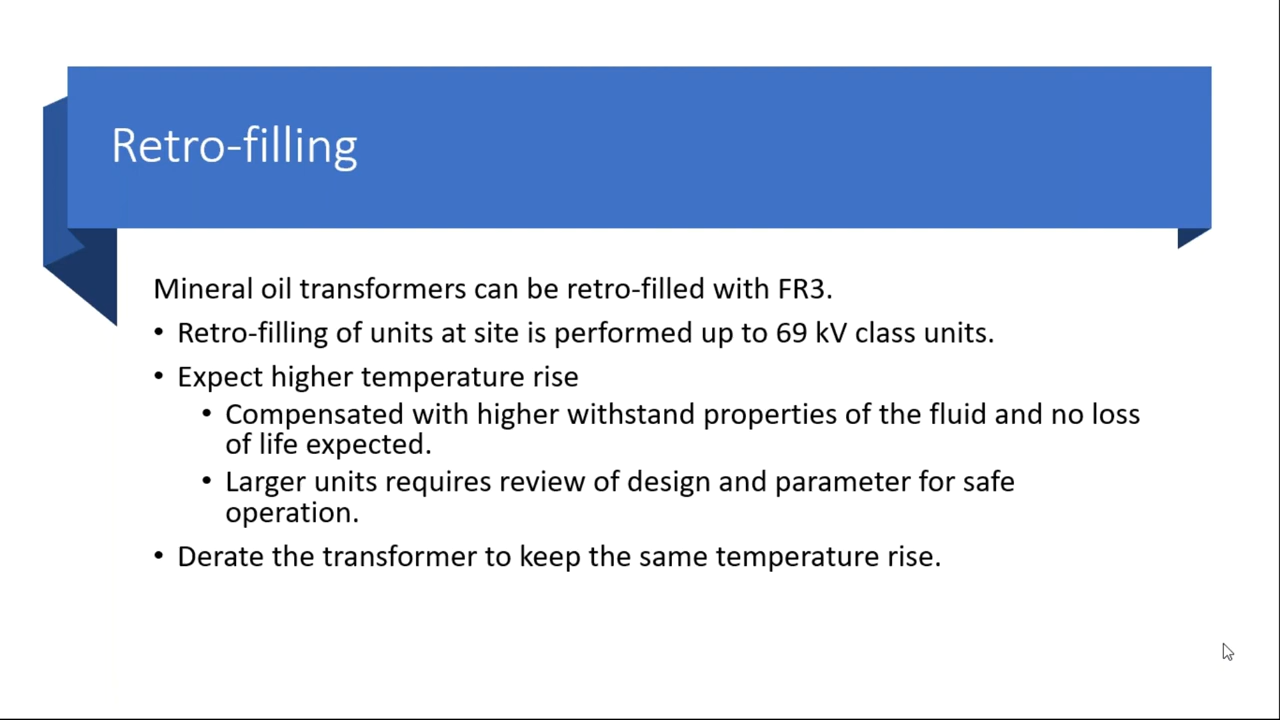 Retro-filling
Mineral oil transformers can be retro-filled with FR3.
• Retro-filling of units at site is performed up to 69 kV class units.
• Expect higher temperature rise
• Compensated with higher withstand properties of the fluid and no loss
of life expected.
• Larger units requires review of design and parameter for safe
operation.
• Derate the transformer to keep the same temperature rise.